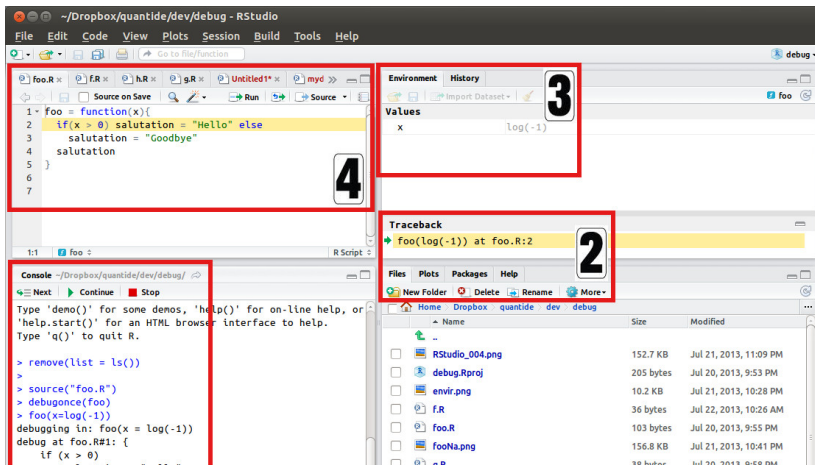 ~/Dropbox/quantide/dev/debug - RStudio
File Edit Code View Plots Session Build Tools Help
Go to file/function
debug
foo.R × f.R × h.R × g.R × Untitled1* × myd
Source on Save Run Source
1 foo = function(x){
2 if(x > 0) salutation = "Hello" else
3 salutation = "Goodbye"
4 salutation
5 }
6
7
4
1:1 foo R Script
Console ~/Dropbox/quantide/dev/debug/
Next Continue Stop
Type 'demo()' for some demos, 'help()' for on-line help, or
'help.start()' for an HTML browser interface to help.
Type 'q()' to quit R.
> remove(list = ls())
> source("foo.R")
> debugonce(foo)
> foo(x=log(-1))
debugging in: foo(x = log(-1))
debug at foo.R#1: {
if (x > 0)
Environment History
Import Dataset
foo
Values
x log(-1)
3
Traceback
foo(log(-1)) at foo.R:2
2
Files Plots Packages Help
New Folder Delete Rename More
Home Dropbox quantide dev debug
Name Size Modified
..
RStudio_004.png 152.7 KB Jul 21, 2013, 11:09 PM
debug.Rproj 205 bytes Jul 20, 2013, 9:53 PM
envir.png 10.2 KB Jul 21, 2013, 10:28 PM
f.R 36 bytes Jul 22, 2013, 10:26 AM
foo.R 103 bytes Jul 20, 2013, 9:55 PM
fooNa.png 156.8 KB Jul 21, 2013, 10:41 PM
g.R 38 bytes Jul 20, 2013, 9:58 PM